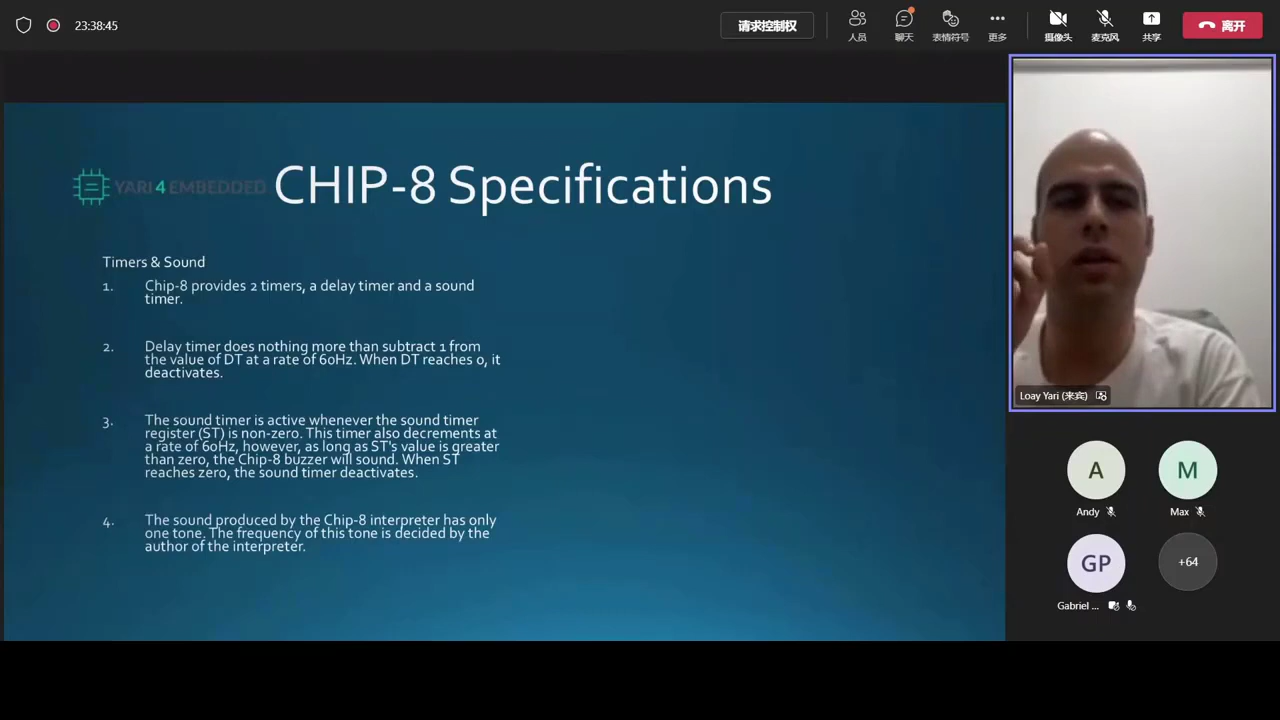 23:38:45
请求控制权
人员
聊天
表情符号
更多
摄像头
麦克风
共享
离开
YARI 4 EMBEDDED
CHIP-8 Specifications
Timers & Sound
1. Chip-8 provides 2 timers, a delay timer and a sound
timer.
2. Delay timer does nothing more than subtract 1 from
the value of DT at a rate of 60Hz. When DT reaches 0, it
deactivates.
3. The sound timer is active whenever the sound timer
register (ST) is non-zero. This timer also decrements at
a rate of 60Hz, however, as long as ST's value is greater
than zero, the Chip-8 buzzer will sound. When ST
reaches zero, the sound timer deactivates.
4. The sound produced by the Chip-8 interpreter has only
one tone. The frequency of this tone is decided by the
author of the interpreter.
Loay Yari (来宾)
A
Andy
M
Max
GP
Gabriel ...
+64